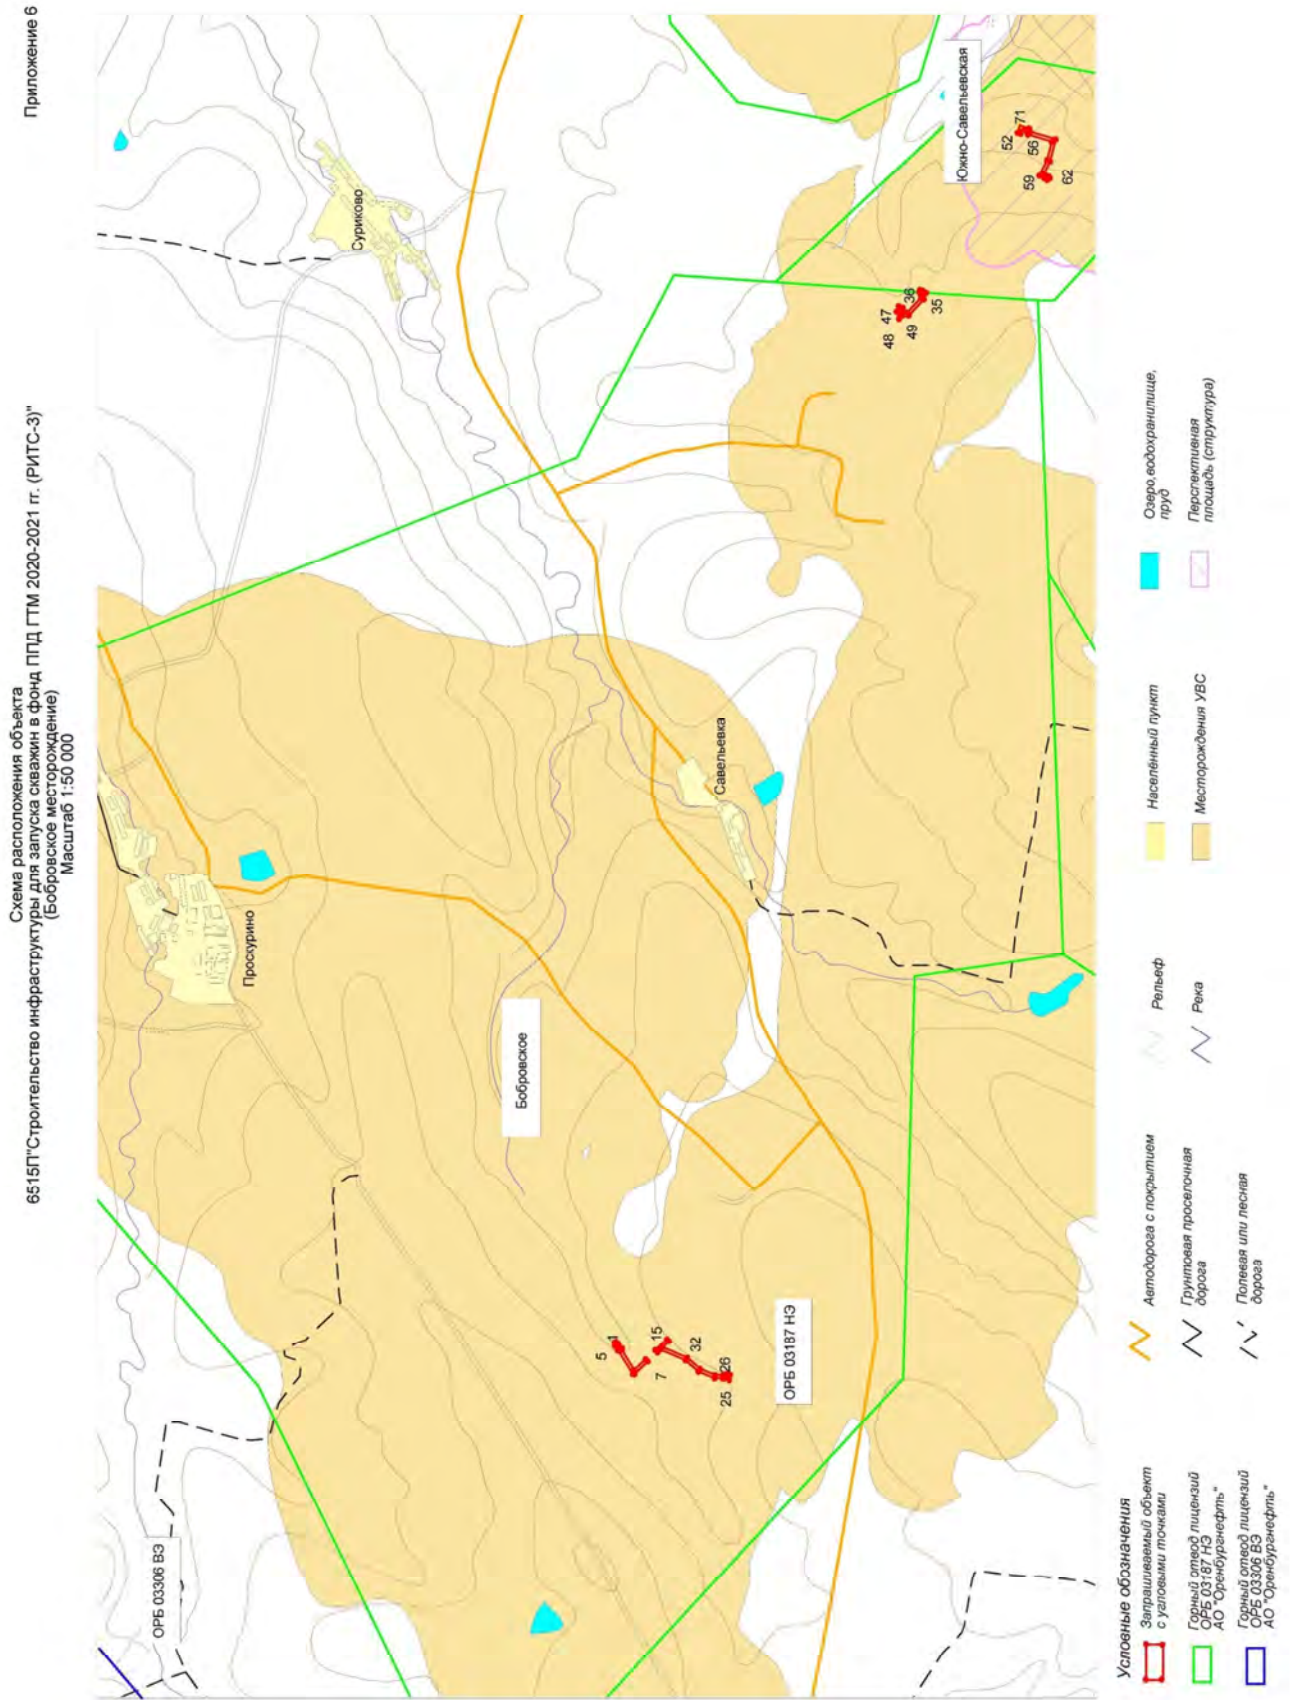 Приложение 6
Схема расположения объекта
6515П"Строительство инфраструктуры для запуска скважин в фонд ППД ГТМ 2020-2021 гг. (РИТС-3)"
(Бобровское месторождение)
Масштаб 1:50 000
ОРБ 03306 ВЭ
Проскурино
Суриково
Бобровское
Савельевка
ОРБ 03187 НЭ
Южно-Савельевская
5
1
7
15
32
25
26
48
47
49
36
35
59
62
52
56
71
Условные обозначения
Запрашиваемый объект
с угловыми точками
Горный отвод лицензий
ОРБ 03187 НЭ
АО "Оренбургнефть"
Горный отвод лицензий
ОРБ 03306 ВЭ
АО "Оренбургнефть"
Автодорога с покрытием
Грунтовая проселочная
дорога
Полевая или лесная
дорога
Рельеф
Река
Населённый пункт
Месторождения УВС
Озеро,водохранилище,
пруд
Перспективная
площадь (структура)